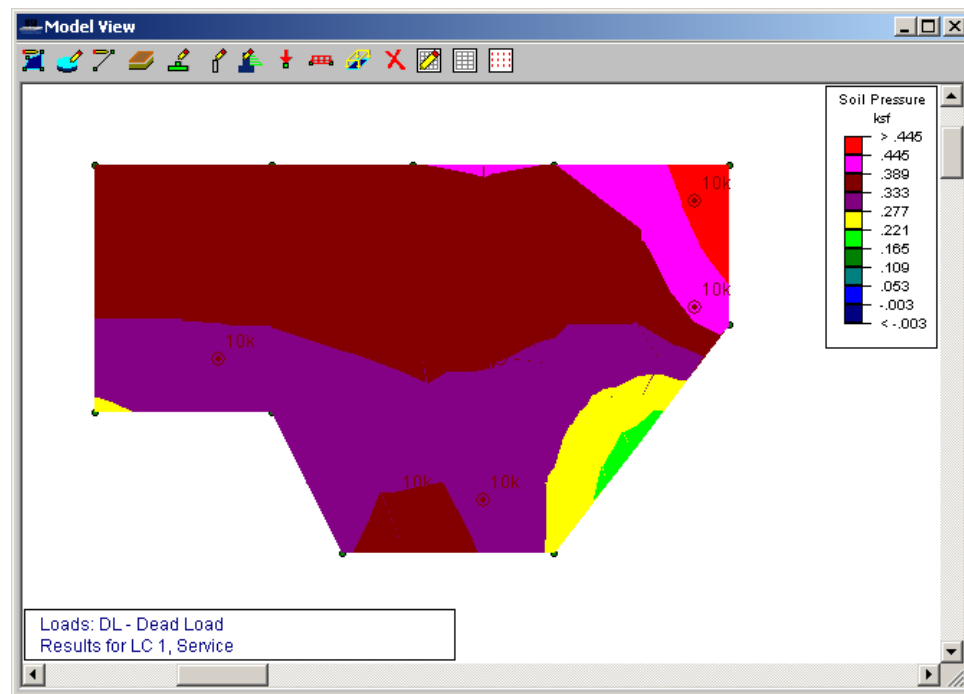 Model View
Soil Pressure
ksf
> .445
.445
.389
.333
.277
.221
.165
.109
.053
-.003
< -.003
10k
10k
10k
10k 10k
Loads: DL - Dead Load
Results for LC 1, Service